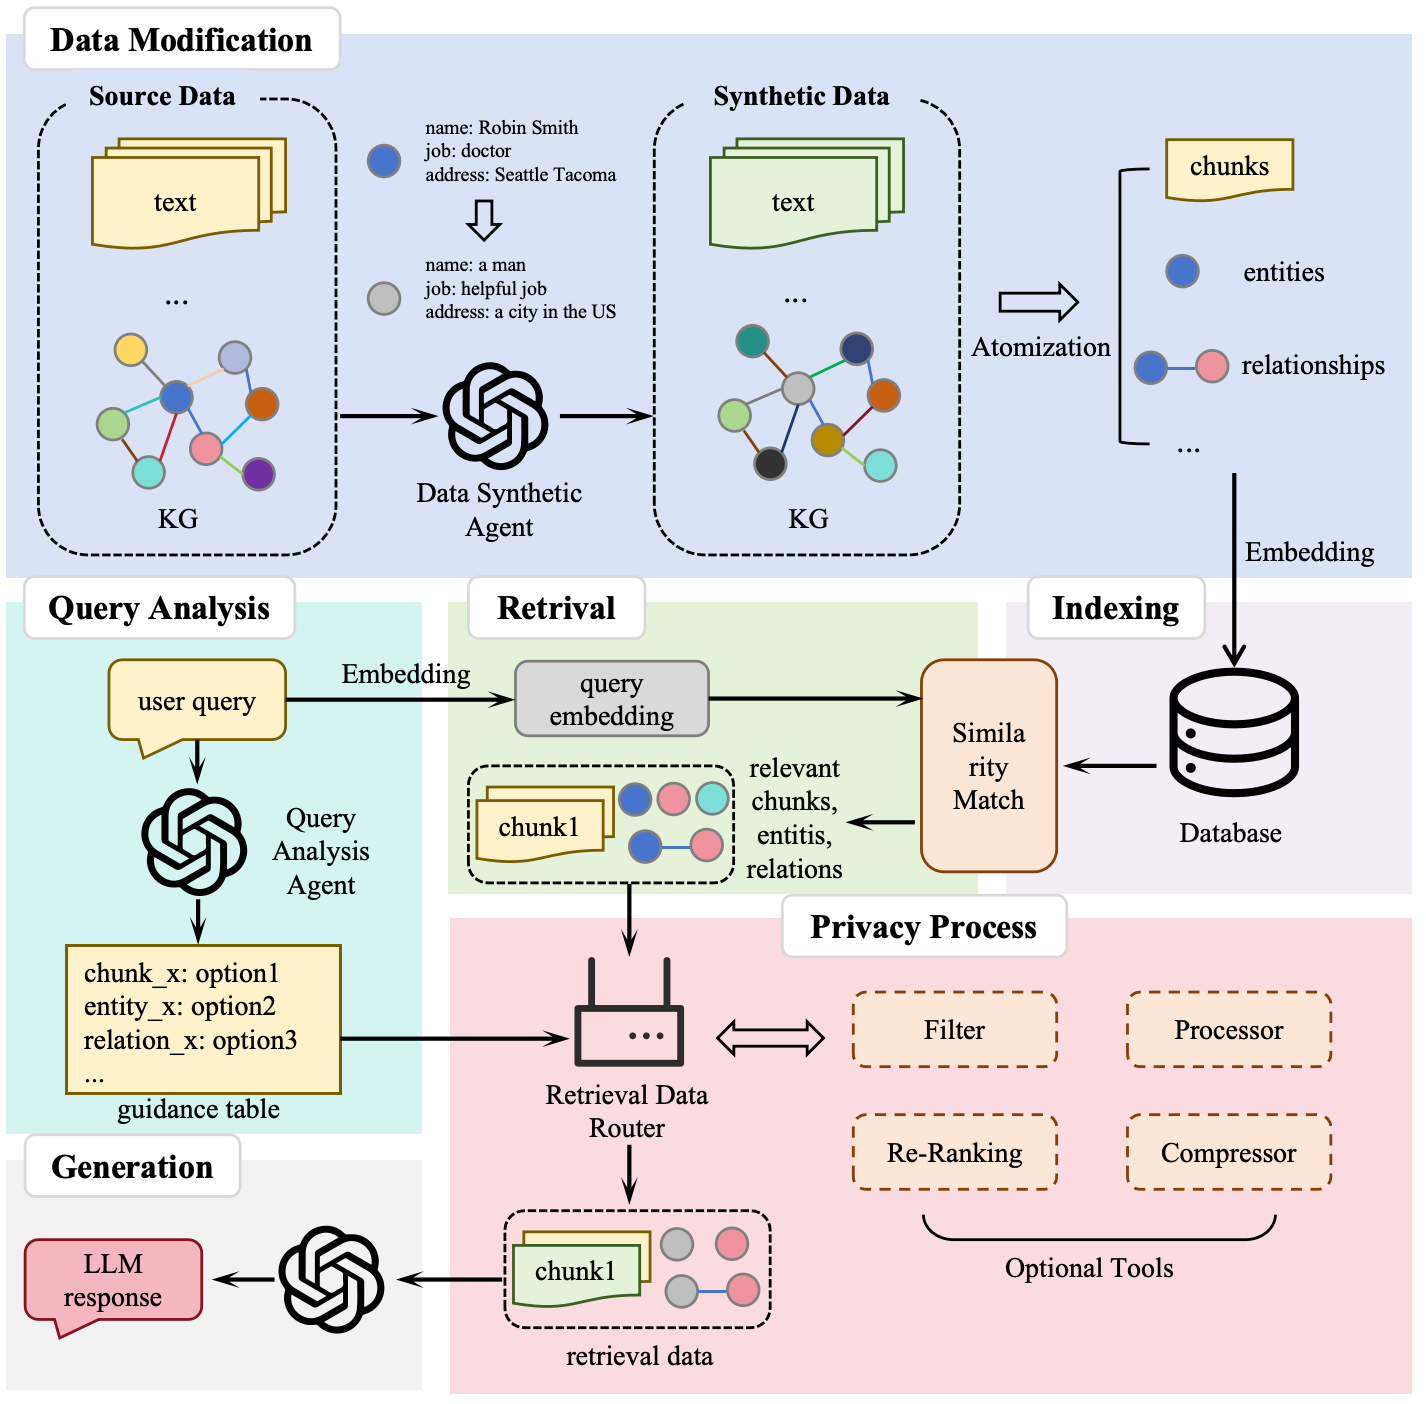 Data Modification
Source Data
text
...
KG
name: Robin Smith
job: doctor
address: Seattle Tacoma
name: a man
job: helpful job
address: a city in the US
Data Synthetic
Agent
Synthetic Data
text
...
KG
Atomization
chunks
entities
relationships
...
Embedding
Query Analysis
user query
Embedding
Query
Analysis
Agent
chunk_x: option1
entity_x: option2
relation_x: option3
...
guidance table
Retrival
query
embedding
chunk1
relevant
chunks,
entitis,
relations
Simila
rity
Match
Indexing
Database
Privacy Process
Retrieval Data
Router
Filter
Processor
Re-Ranking
Compressor
Optional Tools
chunk1
retrieval data
Generation
LLM
response